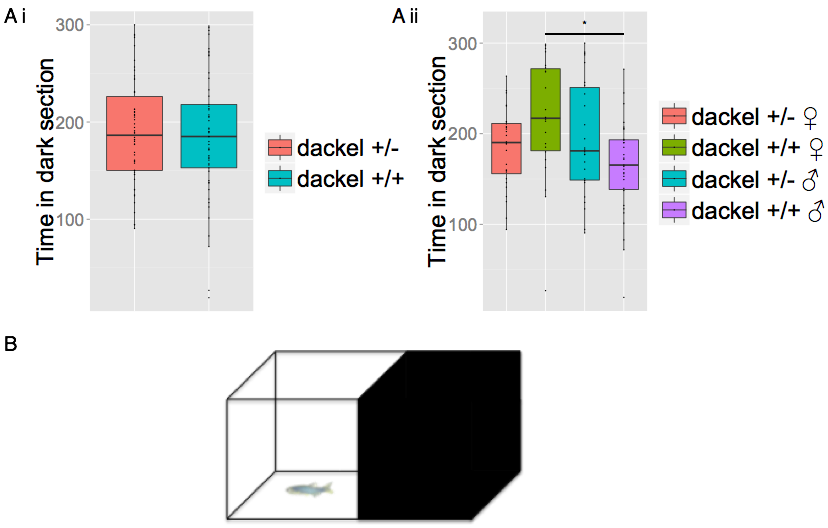 A i
A ii
Time in dark section
300
200
100
dackel +/-
dackel +/+
Time in dark section
300
200
100
*
dackel +/- ♀
dackel +/+ ♀
dackel +/- ♂
dackel +/+ ♂
B